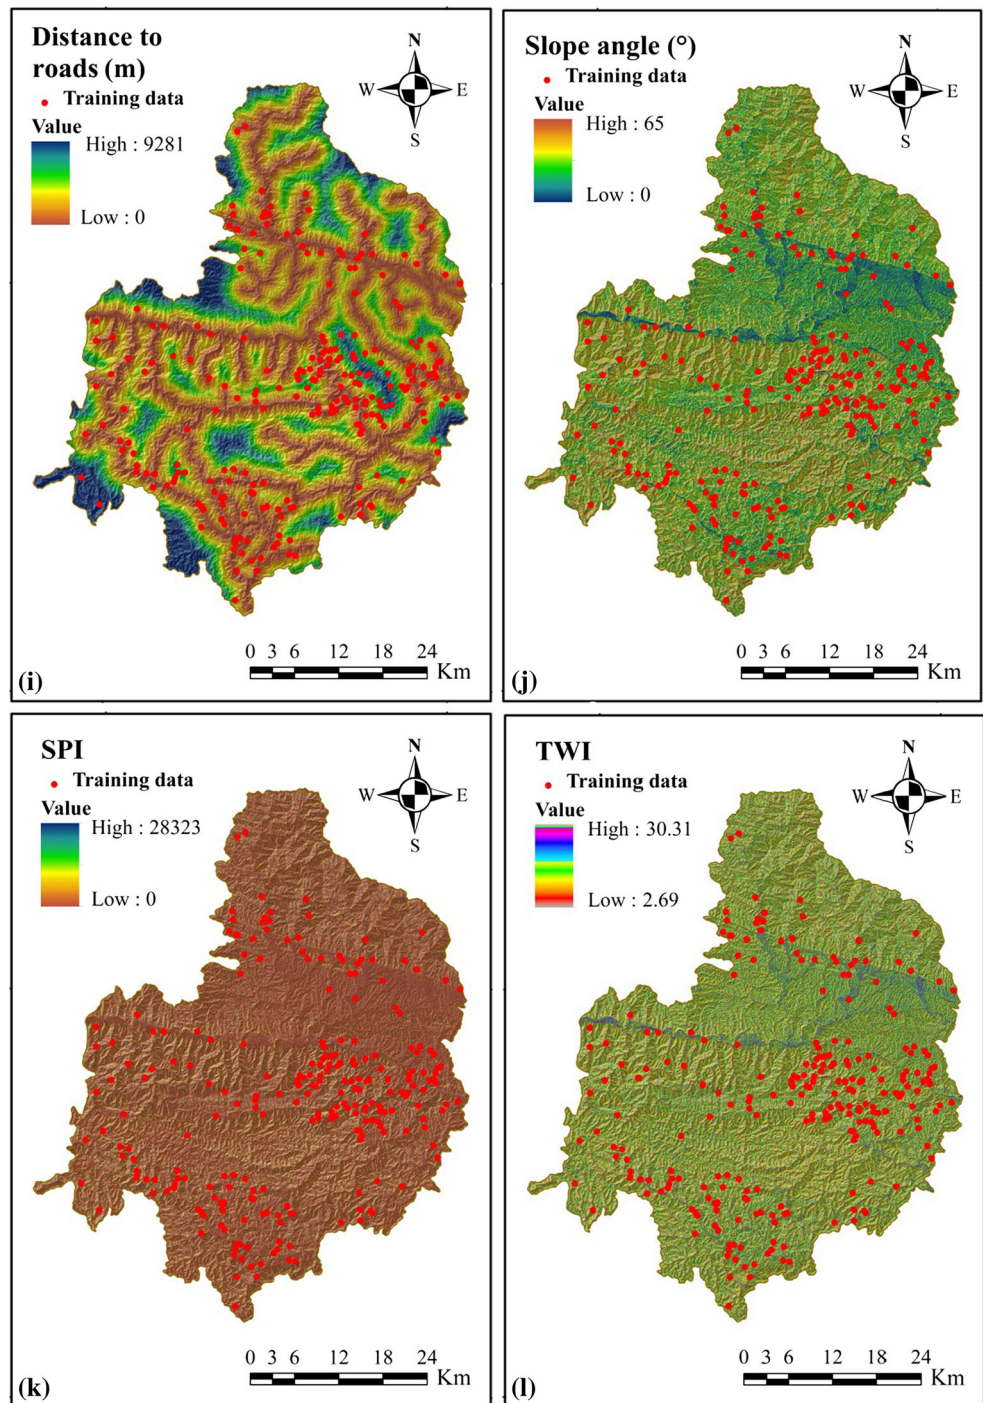 Distance to
roads (m)
Training data
Value
High : 9281
Low : 0
N
W
E
S
0 3 6 12 18 24
Km
(i)
Slope angle (°)
Training data
Value
High : 65
Low : 0
N
W
E
S
0 3 6 12 18 24
Km
(j)
SPI
Training data
Value
High : 28323
Low : 0
N
W
E
S
0 3 6 12 18 24
Km
(k)
TWI
Training data
Value
High : 30.31
Low : 2.69
N
W
E
S
0 3 6 12 18 24
Km
(l)